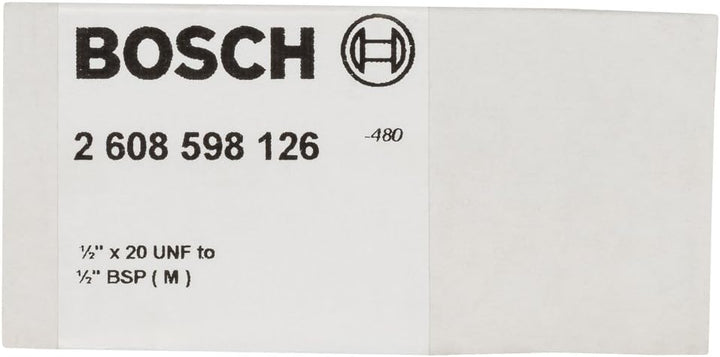 BOSCH
2 608 598 126 -480
½" x 20 UNF to
½" BSP ( M )